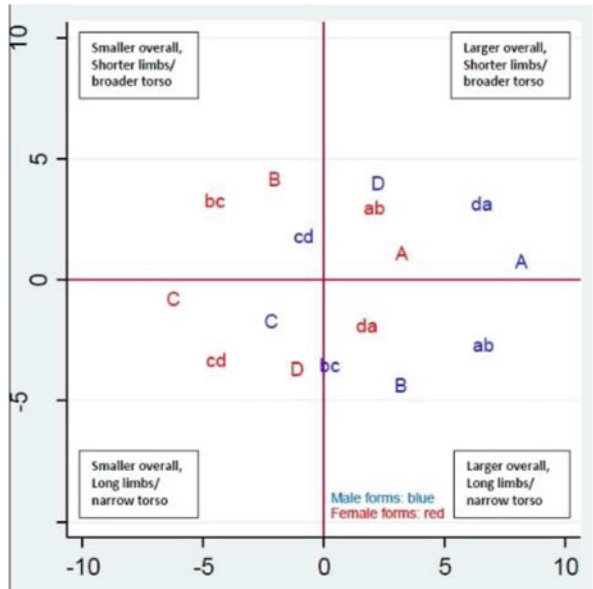 10
Smaller overall,
Shorter limbs/
broader torso
Larger overall,
Shorter limbs/
broader torso
5
B
D
bc
ab
da
cd
A
A
0
C
C
da
ab
cd
D
bc
B
-5
Smaller overall,
Long limbs/
narrow torso
Larger overall,
Long limbs/
narrow torso
Male forms: blue
Female forms: red
-10 -5 0 5 10